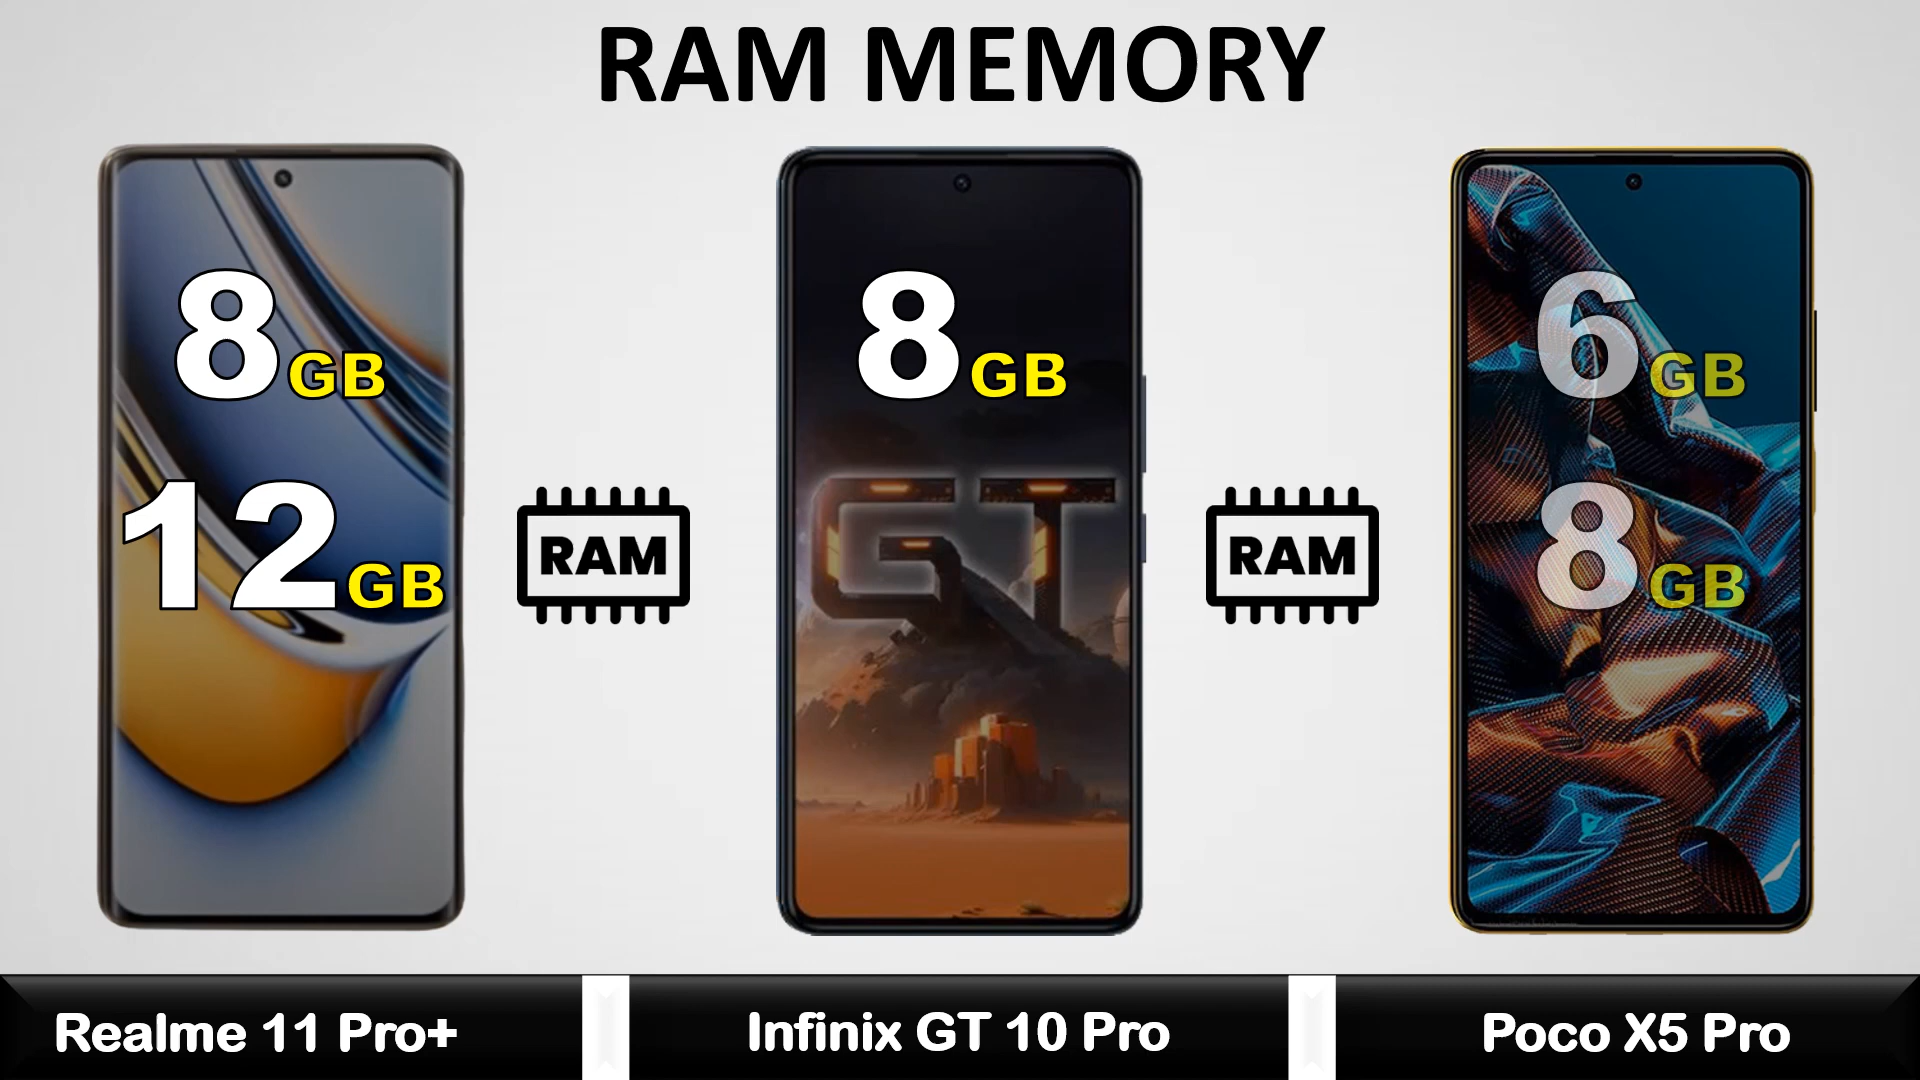 RAM MEMORY
8GB
12GB
RAM
8GB
GT
RAM
6GB
8GB
Realme 11 Pro+
Infinix GT 10 Pro
Poco X5 Pro